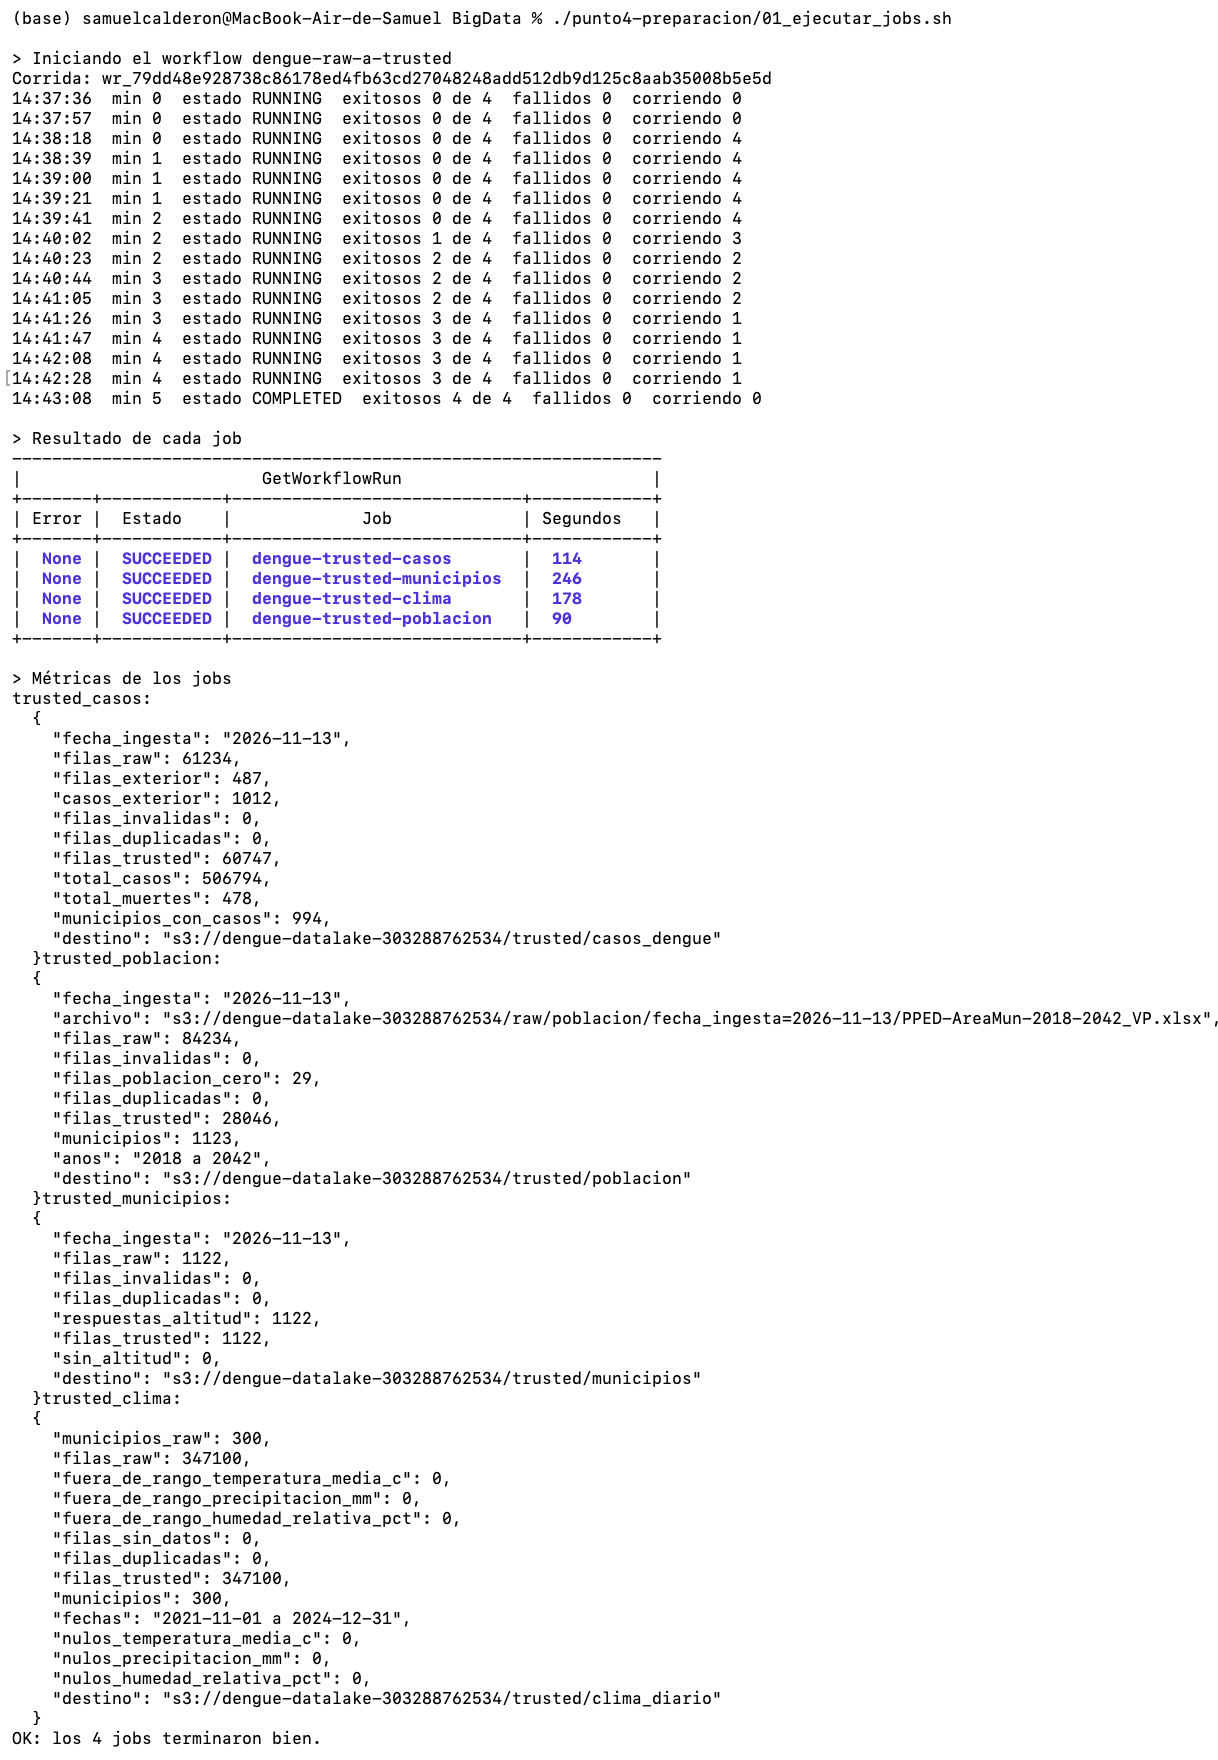 (base) samuelcalderon@MacBook-Air-de-Samuel BigData % ./punto4-preparacion/01_ejecutar_jobs.sh

> Iniciando el workflow dengue-raw-a-trusted
Corrida: wr_79dd48e928738c86178ed4fb63cd27048248add512db9d125c8aab35008b5e5d
14:37:36  min 0  estado RUNNING  exitosos 0 de 4  fallidos 0  corriendo 0
14:37:57  min 0  estado RUNNING  exitosos 0 de 4  fallidos 0  corriendo 0
14:38:18  min 0  estado RUNNING  exitosos 0 de 4  fallidos 0  corriendo 4
14:38:39  min 1  estado RUNNING  exitosos 0 de 4  fallidos 0  corriendo 4
14:39:00  min 1  estado RUNNING  exitosos 0 de 4  fallidos 0  corriendo 4
14:39:21  min 1  estado RUNNING  exitosos 0 de 4  fallidos 0  corriendo 4
14:39:41  min 2  estado RUNNING  exitosos 0 de 4  fallidos 0  corriendo 4
14:40:02  min 2  estado RUNNING  exitosos 1 de 4  fallidos 0  corriendo 3
14:40:23  min 2  estado RUNNING  exitosos 2 de 4  fallidos 0  corriendo 2
14:40:44  min 3  estado RUNNING  exitosos 2 de 4  fallidos 0  corriendo 2
14:41:05  min 3  estado RUNNING  exitosos 2 de 4  fallidos 0  corriendo 2
14:41:26  min 3  estado RUNNING  exitosos 3 de 4  fallidos 0  corriendo 1
14:41:47  min 4  estado RUNNING  exitosos 3 de 4  fallidos 0  corriendo 1
14:42:08  min 4  estado RUNNING  exitosos 3 de 4  fallidos 0  corriendo 1
[14:42:28  min 4  estado RUNNING  exitosos 3 de 4  fallidos 0  corriendo 1
14:43:08  min 5  estado COMPLETED  exitosos 4 de 4  fallidos 0  corriendo 0

> Resultado de cada job
-----------------------------------------------------------------
|                        GetWorkflowRun                         |
+-------+------------+-----------------------------+------------+
| Error |  Estado    |             Job             | Segundos   |
+-------+------------+-----------------------------+------------+
|  None |  SUCCEEDED |  dengue-trusted-casos       |  114       |
|  None |  SUCCEEDED |  dengue-trusted-municipios  |  246       |
|  None |  SUCCEEDED |  dengue-trusted-clima       |  178       |
|  None |  SUCCEEDED |  dengue-trusted-poblacion   |  90        |
+-------+------------+-----------------------------+------------+

> Métricas de los jobs
trusted_casos:
  {
    "fecha_ingesta": "2026-11-13",
    "filas_raw": 61234,
    "filas_exterior": 487,
    "casos_exterior": 1012,
    "filas_invalidas": 0,
    "filas_duplicadas": 0,
    "filas_trusted": 60747,
    "total_casos": 506794,
    "total_muertes": 478,
    "municipios_con_casos": 994,
    "destino": "s3://dengue-datalake-303288762534/trusted/casos_dengue"
  }trusted_poblacion:
  {
    "fecha_ingesta": "2026-11-13",
    "archivo": "s3://dengue-datalake-303288762534/raw/poblacion/fecha_ingesta=2026-11-13/PPED-AreaMun-2018-2042_VP.xlsx",
    "filas_raw": 84234,
    "filas_invalidas": 0,
    "filas_poblacion_cero": 29,
    "filas_duplicadas": 0,
    "filas_trusted": 28046,
    "municipios": 1123,
    "anos": "2018 a 2042",
    "destino": "s3://dengue-datalake-303288762534/trusted/poblacion"
  }trusted_municipios:
  {
    "fecha_ingesta": "2026-11-13",
    "filas_raw": 1122,
    "filas_invalidas": 0,
    "filas_duplicadas": 0,
    "respuestas_altitud": 1122,
    "filas_trusted": 1122,
    "sin_altitud": 0,
    "destino": "s3://dengue-datalake-303288762534/trusted/municipios"
  }trusted_clima:
  {
    "municipios_raw": 300,
    "filas_raw": 347100,
    "fuera_de_rango_temperatura_media_c": 0,
    "fuera_de_rango_precipitacion_mm": 0,
    "fuera_de_rango_humedad_relativa_pct": 0,
    "filas_sin_datos": 0,
    "filas_duplicadas": 0,
    "filas_trusted": 347100,
    "municipios": 300,
    "fechas": "2021-11-01 a 2024-12-31",
    "nulos_temperatura_media_c": 0,
    "nulos_precipitacion_mm": 0,
    "nulos_humedad_relativa_pct": 0,
    "destino": "s3://dengue-datalake-303288762534/trusted/clima_diario"
  }
OK: los 4 jobs terminaron bien.